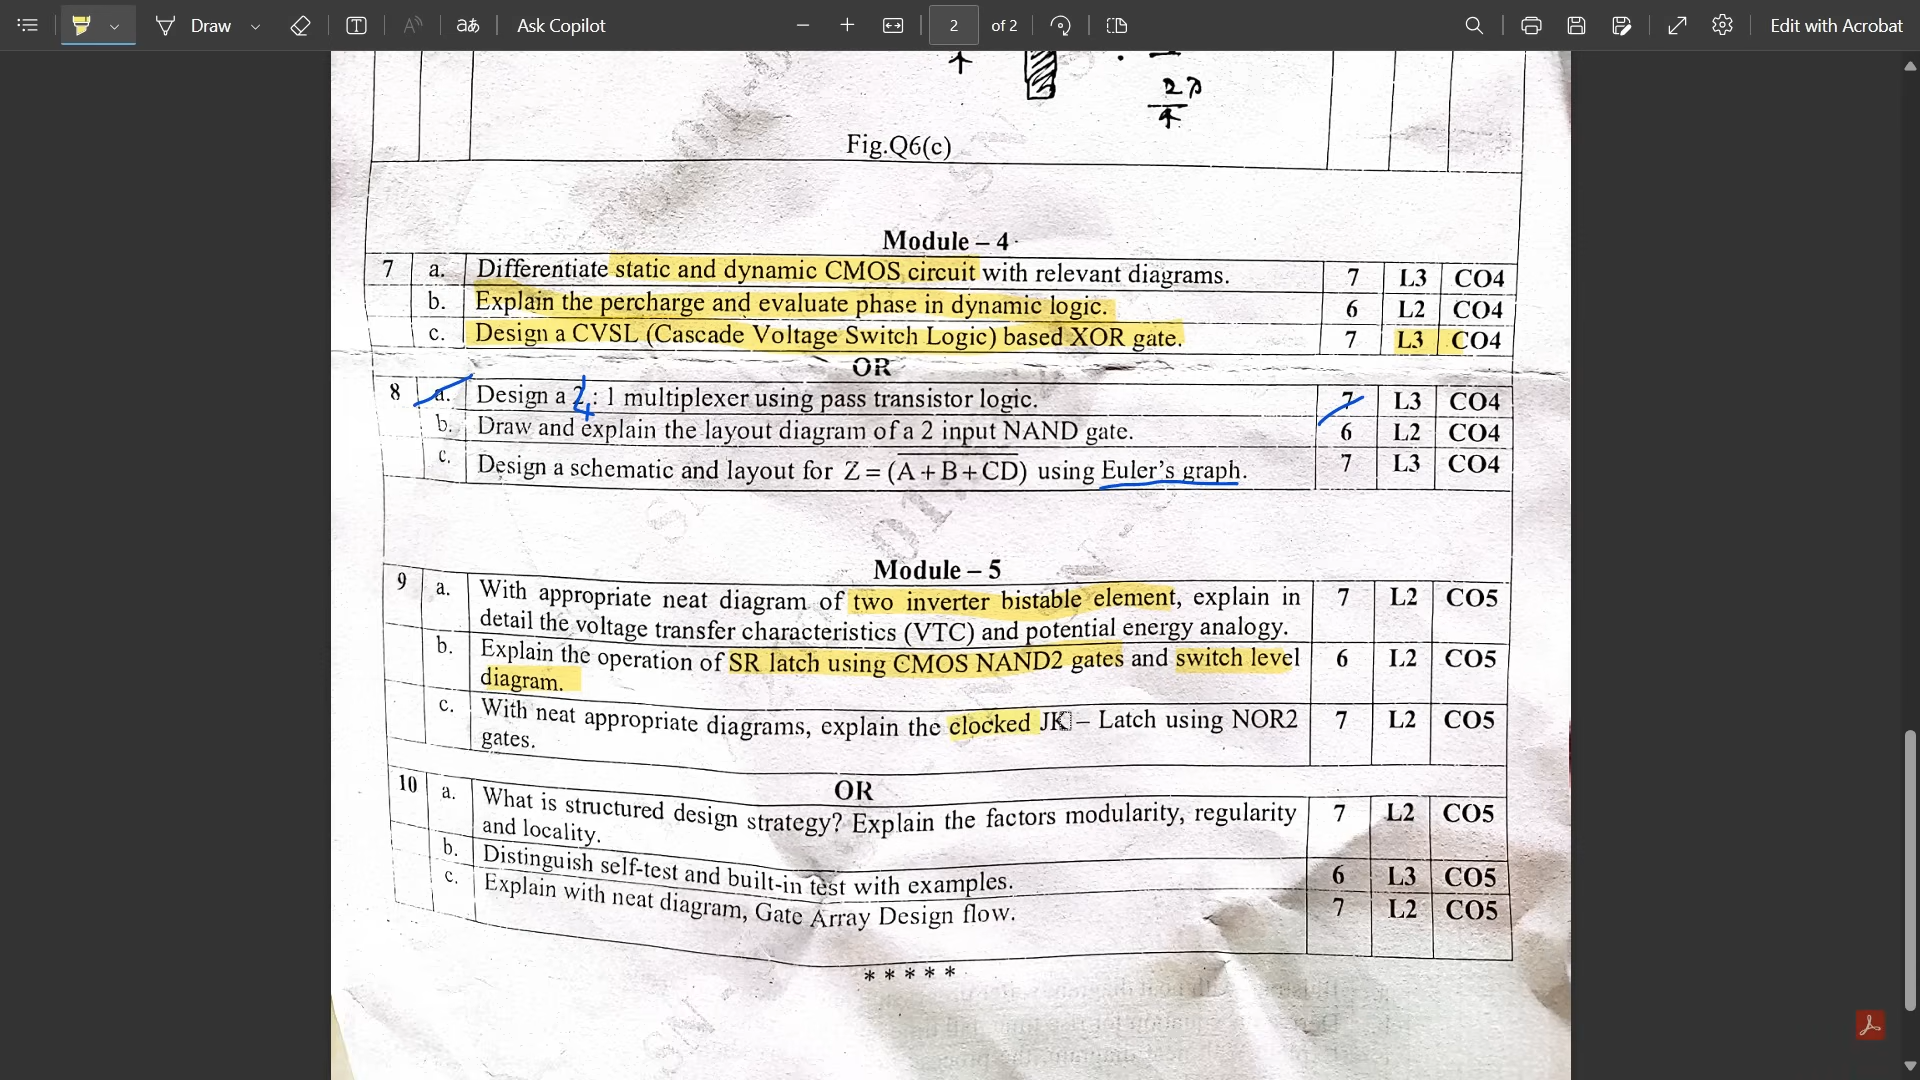 Draw
Ask Copilot
2 of 2
Edit with Acrobat
Fig.Q6(c)
Module – 4
7 a. Differentiate static and dynamic CMOS circuit with relevant diagrams. 7 L3 CO4
b. Explain the percharge and evaluate phase in dynamic logic. 6 L2 CO4
c. Design a CVSL (Cascade Voltage Switch Logic) based XOR gate. 7 L3 CO4
OR
8 a. Design a 4 : 1 multiplexer using pass transistor logic. 7 L3 CO4
b. Draw and explain the layout diagram of a 2 input NAND gate. 6 L2 CO4
c. Design a schematic and layout for Z = (A + B + CD) using Euler's graph. 7 L3 CO4
Module – 5
9 a. With appropriate neat diagram of two inverter bistable element, explain in 7 L2 CO5
detail the voltage transfer characteristics (VTC) and potential energy analogy.
b. Explain the operation of SR latch using CMOS NAND2 gates and switch level 6 L2 CO5
diagram.
c. With neat appropriate diagrams, explain the clocked JK – Latch using NOR2 7 L2 CO5
gates.
OR
10 a. What is structured design strategy? Explain the factors modularity, regularity 7 L2 CO5
and locality.
b. Distinguish self-test and built-in test with examples. 6 L3 CO5
c. Explain with neat diagram, Gate Array Design flow. 7 L2 CO5
* * * * *